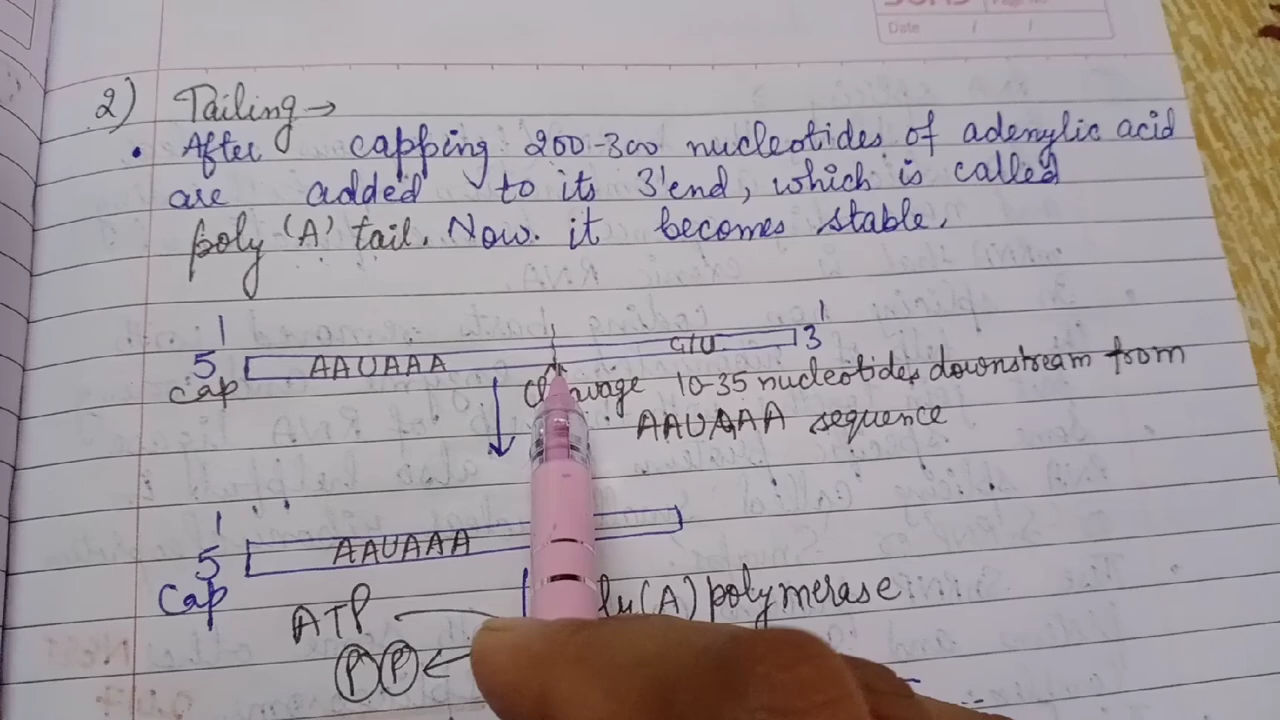 Date / /
2) Tailing →
• After capping 200-300 nucleotides of adenylic acid
are added to its 3'end, which is called
poly 'A' tail. Now it becomes stable.
5' AAUAAA G/U 3'
Cap
10-35 nucleotides downstream from
AAUAAA sequence
5' AAUAAA
Cap
(A) polymerase
ATP
P P